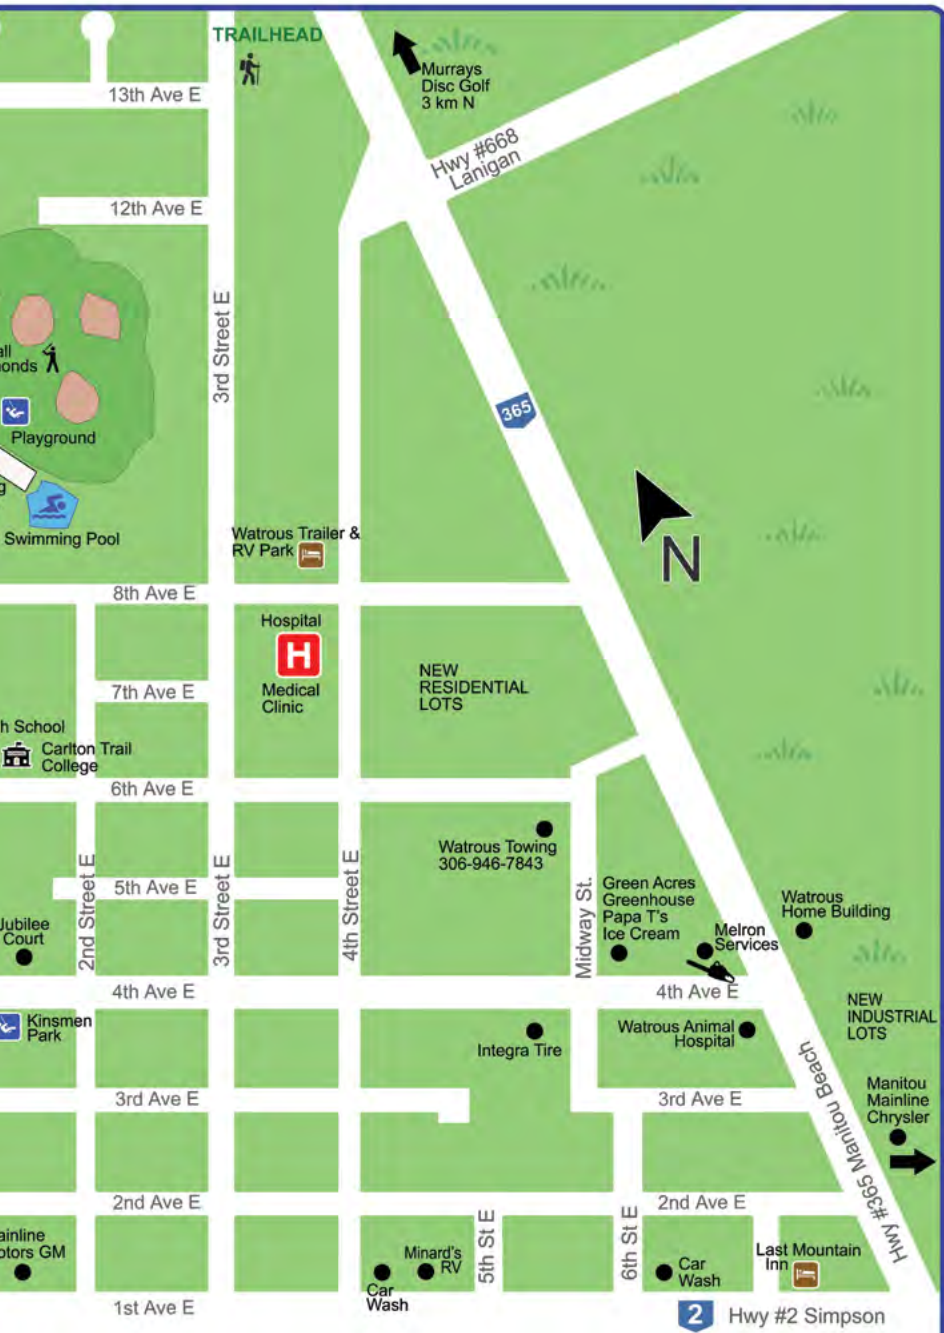 TRAILHEAD
Murrays
Disc Golf
3 km N
13th Ave E
Hwy #668
Lanigan
12th Ave E
3rd Street E
365
Playground
N
Swimming Pool
Watrous Trailer &
RV Park
8th Ave E
Hospital
H
Medical
Clinic
NEW
RESIDENTIAL
LOTS
7th Ave E
h School
Carlton Trail
College
6th Ave E
Watrous Towing
306-946-7843
2nd Street E
5th Ave E
3rd Street E
4th Street E
Midway St.
Green Acres
Greenhouse
Papa T's
Ice Cream
Melron
Services
Watrous
Home Building
Jubilee
Court
4th Ave E
4th Ave E
NEW
INDUSTRIAL
LOTS
Kinsmen
Park
Integra Tire
Watrous Animal
Hospital
3rd Ave E
3rd Ave E
Manitou
Mainline
Chrysler
Hwy #365 Manitou Beach
2nd Ave E
2nd Ave E
ainline
otors GM
Minard's
RV
Car
Wash
5th St E
6th St E
Car
Wash
Last Mountain
Inn
1st Ave E
2
Hwy #2 Simpson